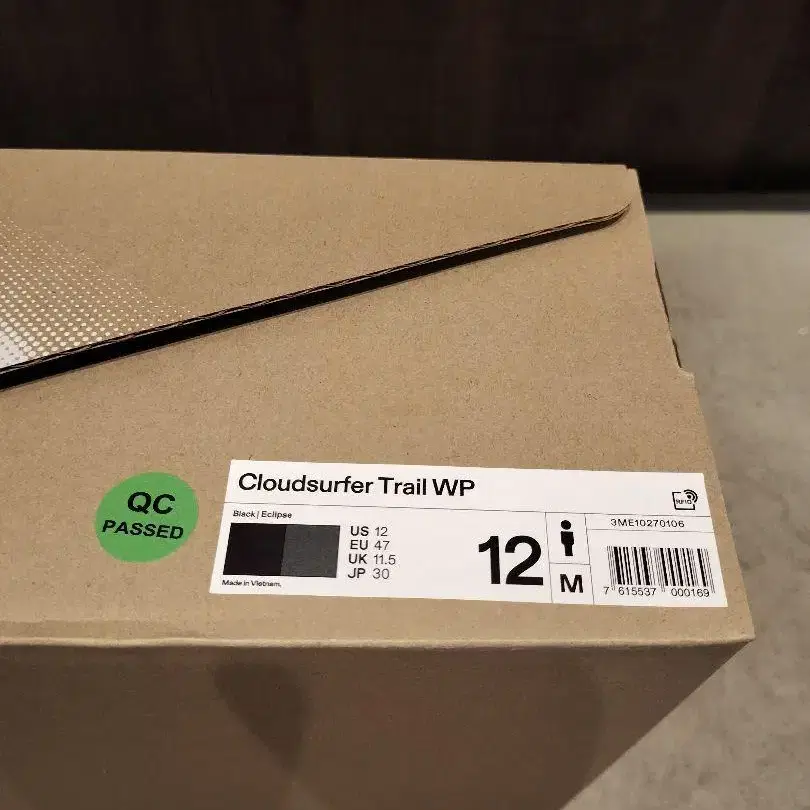 QC
PASSED
Cloudsurfer Trail WP
RFID
Black | Eclipse
US 12
EU 47
UK 11.5
JP 30
12
M
3ME10270106
7 615537 000169
Made in Vietnam.